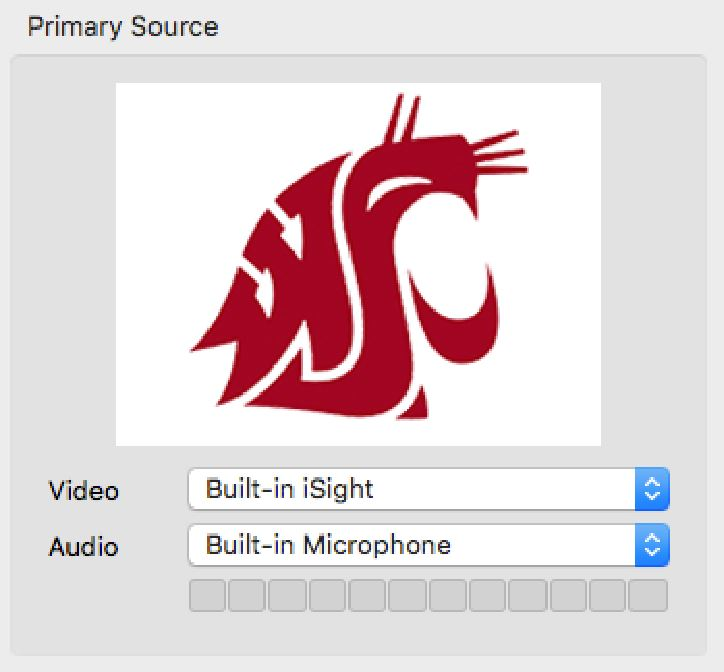 Primary Source
Video Built-in iSight
Audio Built-in Microphone